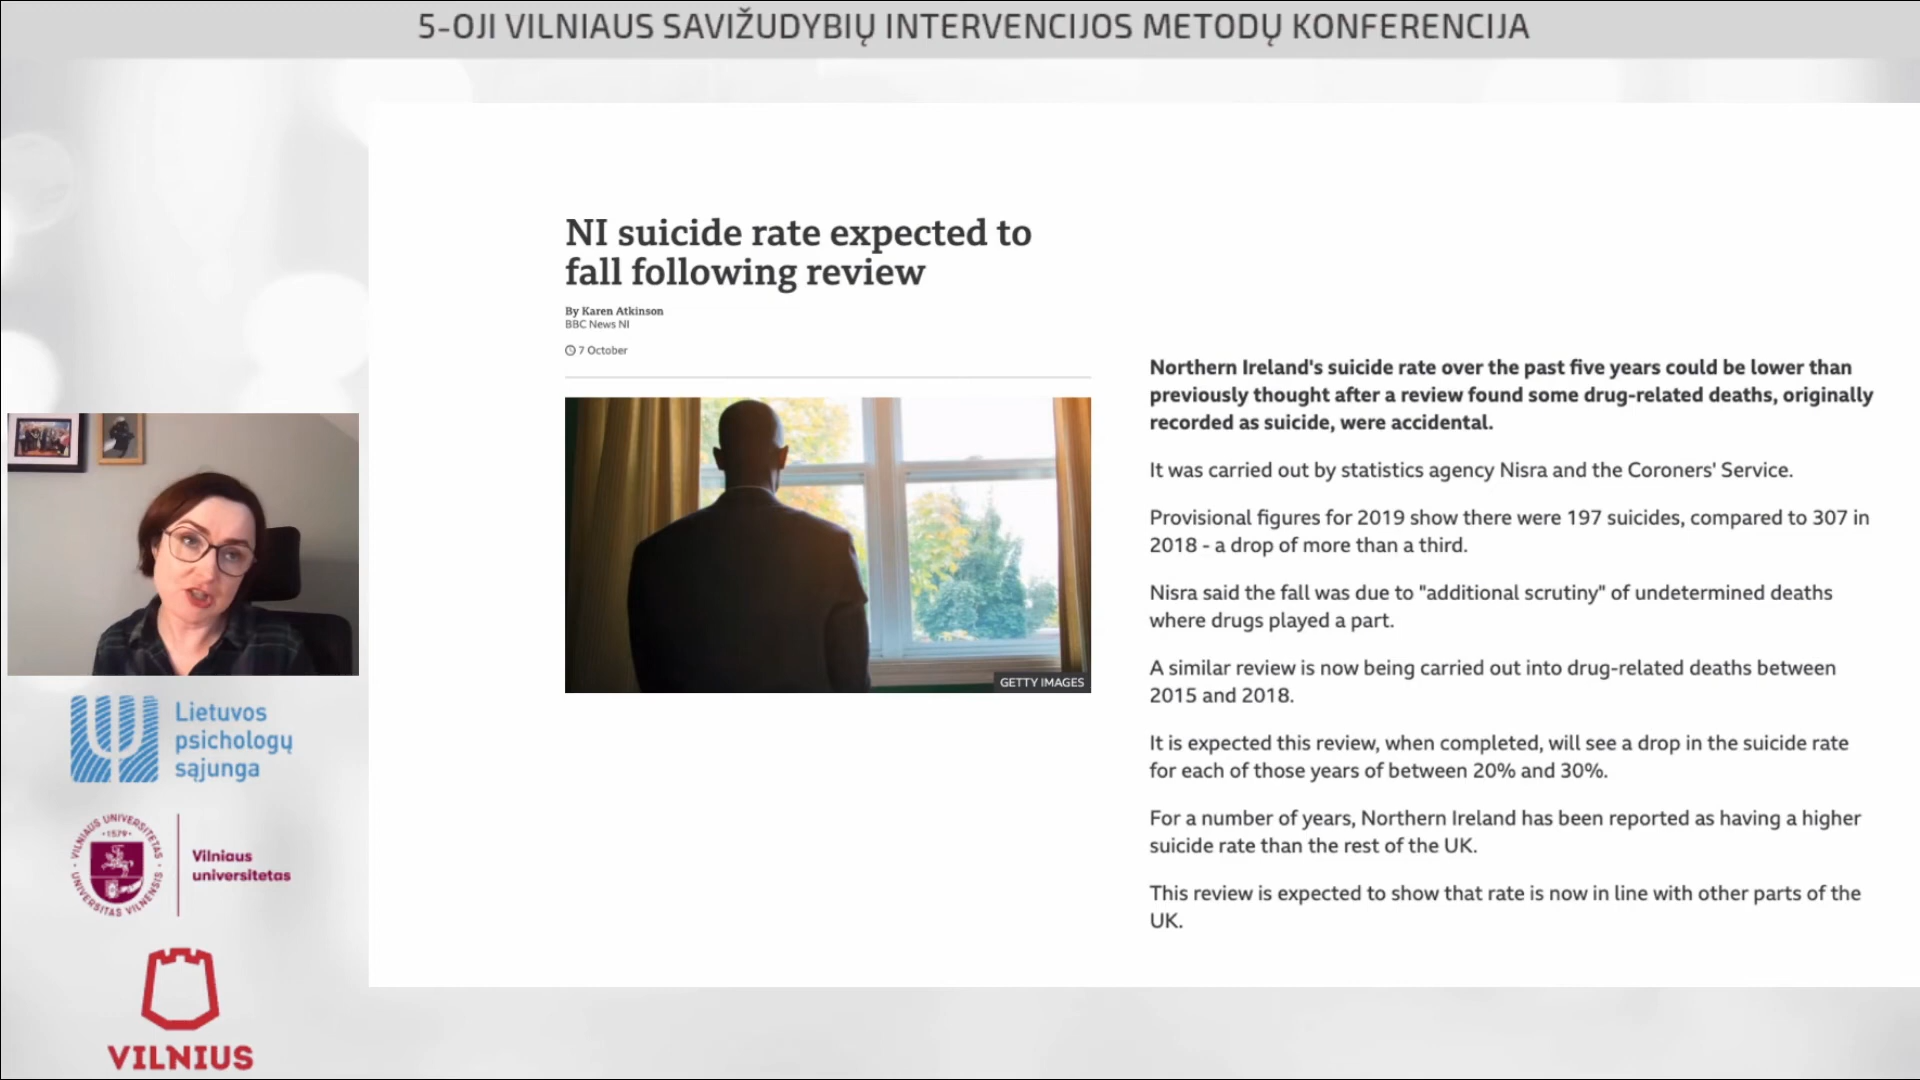 5-OJI VILNIAUS SAVIŽUDYBIŲ INTERVENCIJOS METODŲ KONFERENCIJA
NI suicide rate expected to
fall following review
By Karen Atkinson
BBC News NI
7 October
GETTY IMAGES
Northern Ireland's suicide rate over the past five years could be lower than
previously thought after a review found some drug-related deaths, originally
recorded as suicide, were accidental.
It was carried out by statistics agency Nisra and the Coroners' Service.
Provisional figures for 2019 show there were 197 suicides, compared to 307 in
2018 - a drop of more than a third.
Nisra said the fall was due to "additional scrutiny" of undetermined deaths
where drugs played a part.
A similar review is now being carried out into drug-related deaths between
2015 and 2018.
It is expected this review, when completed, will see a drop in the suicide rate
for each of those years of between 20% and 30%.
For a number of years, Northern Ireland has been reported as having a higher
suicide rate than the rest of the UK.
This review is expected to show that rate is now in line with other parts of the
UK.
Lietuvos
psichologų
sąjunga
VILNIAUS UNIVERSITETAS
1579
UNIVERSITAS VILNENSIS
Vilniaus
universitetas
VILNIUS